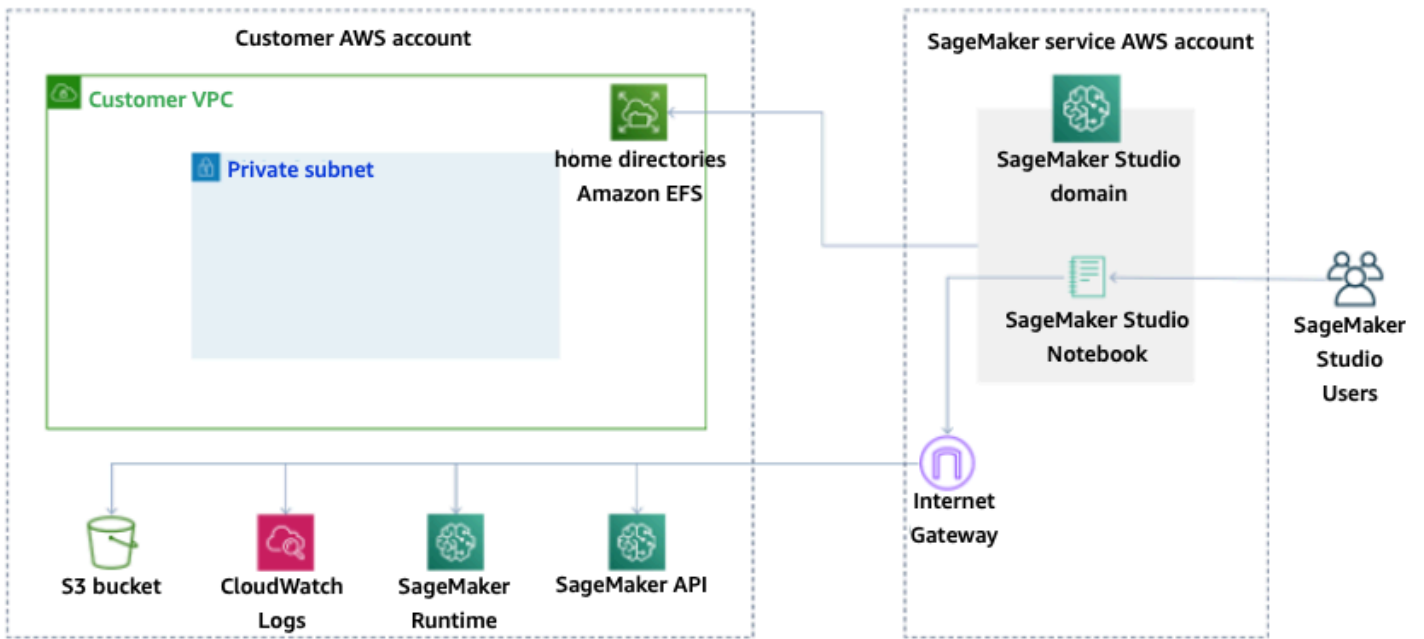 Customer AWS account
SageMaker service AWS account
Customer VPC
Private subnet
home directories
Amazon EFS
SageMaker Studio
domain
SageMaker Studio
Notebook
SageMaker
Studio
Users
Internet
Gateway
S3 bucket
CloudWatch
Logs
SageMaker
Runtime
SageMaker API